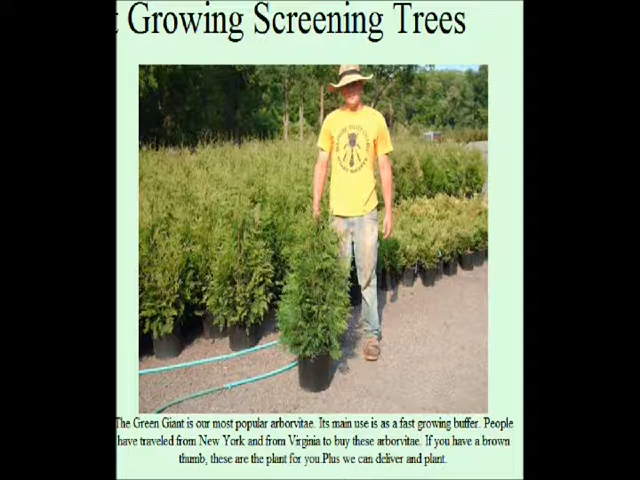 Growing Screening Trees
The Green Giant is our most popular arborvitae. Its main use is as a fast growing buffer. People
have traveled from New York and from Virginia to buy these arborvitae. If you have a brown
thumb, these are the plant for you.Plus we can deliver and plant.